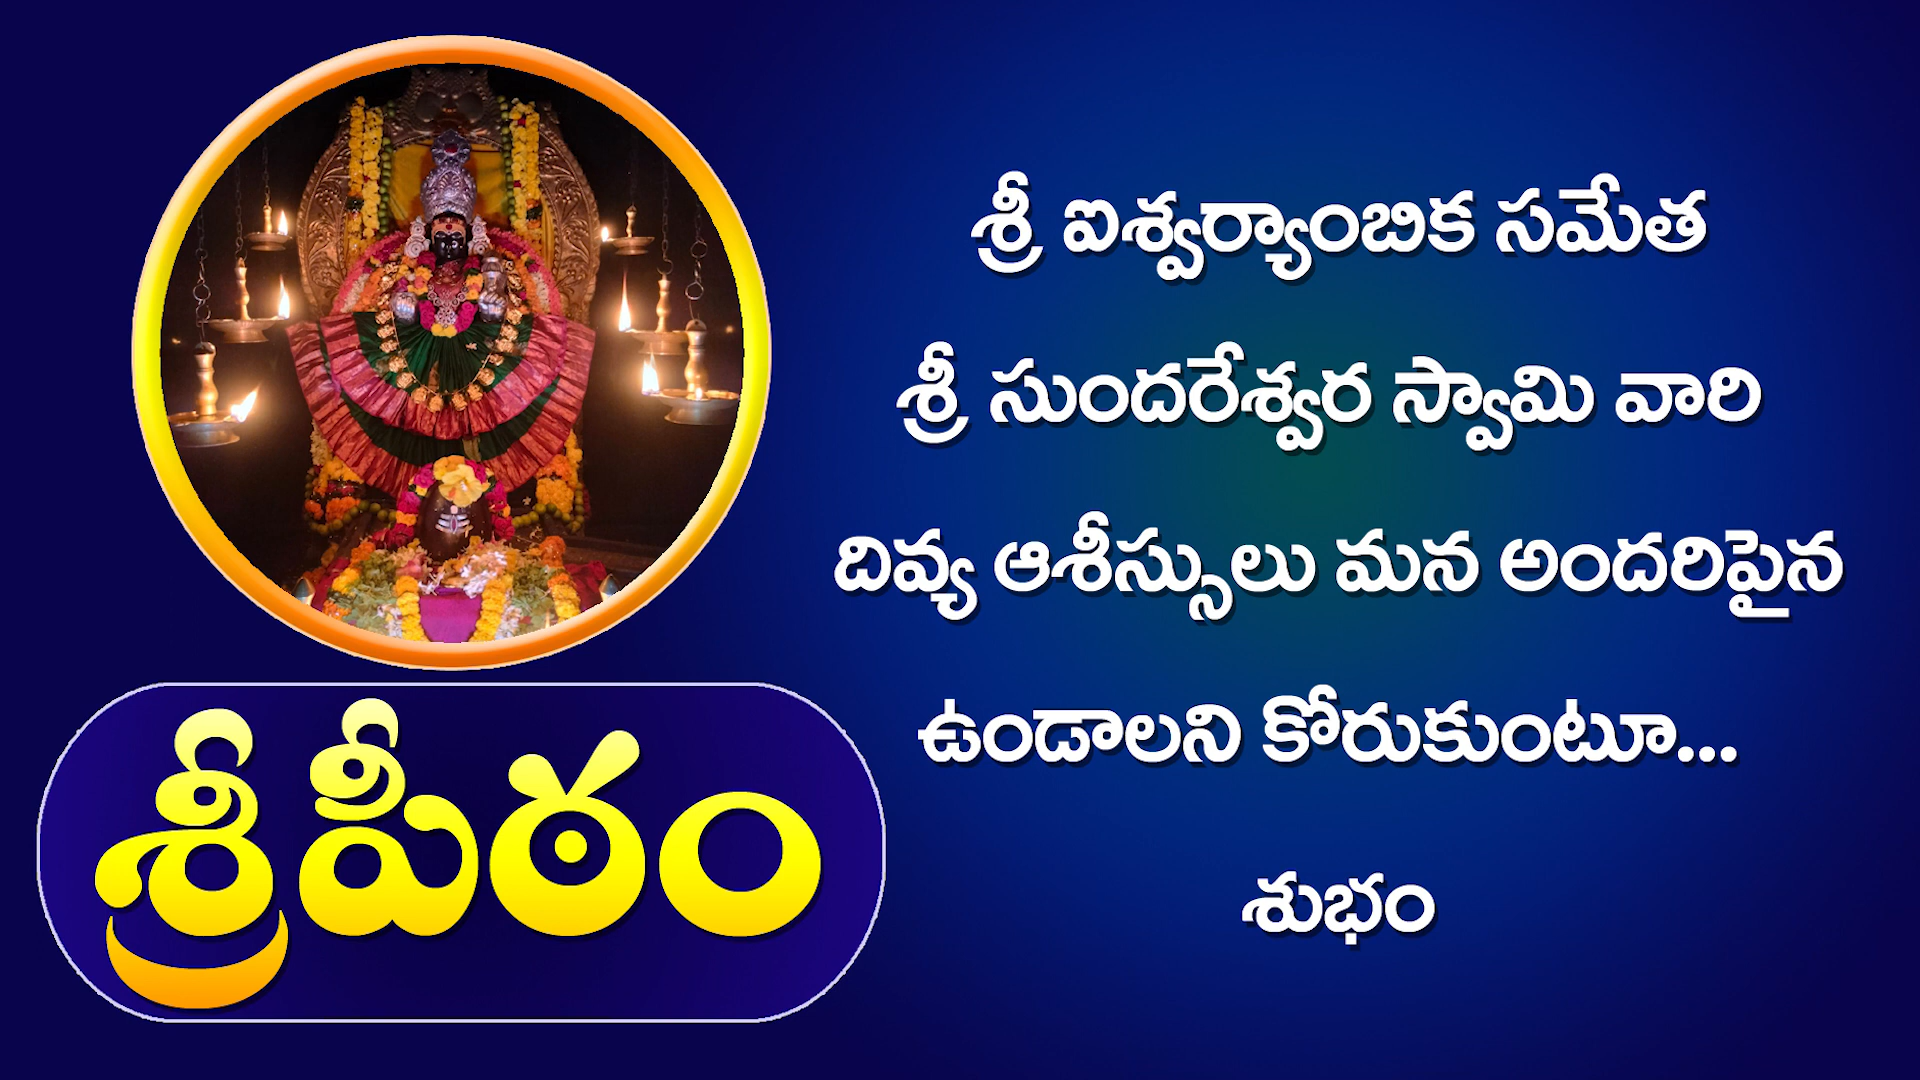 శ్రీ ఐశ్వర్యాంబిక సమేత
శ్రీ సుందరేశ్వర స్వామి వారి
దివ్య ఆశీస్సులు మన అందరిపైన
ఉండాలని కోరుకుంటూ...
శుభం
శ్రీపీఠం